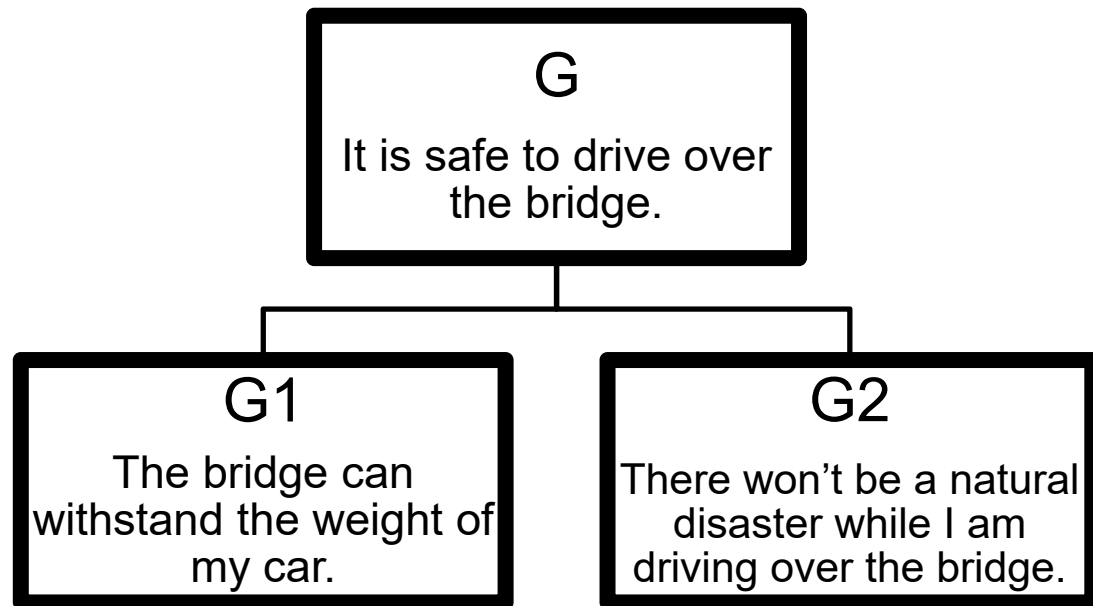 G
It is safe to drive over
the bridge.
G1
The bridge can
withstand the weight of
my car.
G2
There won’t be a natural
disaster while I am
driving over the bridge.